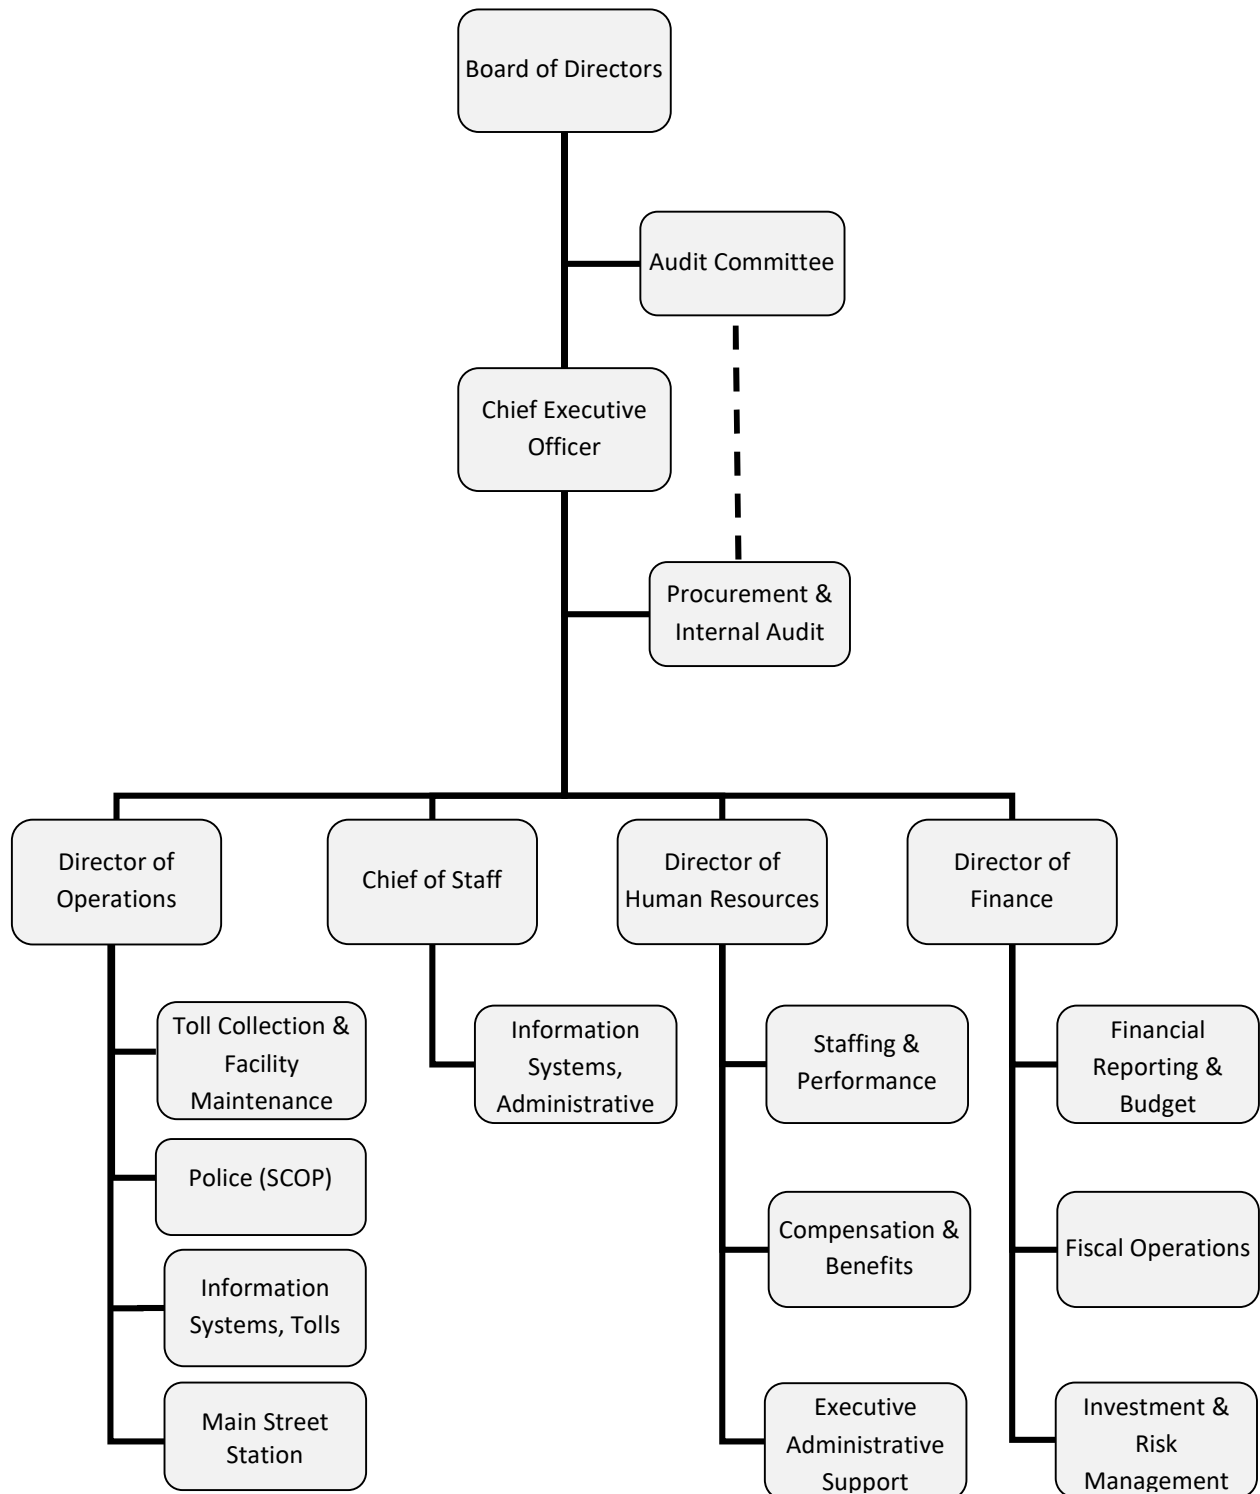 Board of Directors
Audit Committee
Chief Executive
Officer
Procurement &
Internal Audit
Director of
Operations
Chief of Staff
Director of
Human Resources
Director of
Finance
Toll Collection &
Facility
Maintenance
Police (SCOP)
Information
Systems, Tolls
Main Street
Station
Information
Systems,
Administrative
Staffing &
Performance
Compensation &
Benefits
Executive
Administrative
Support
Financial
Reporting &
Budget
Fiscal Operations
Investment &
Risk
Management